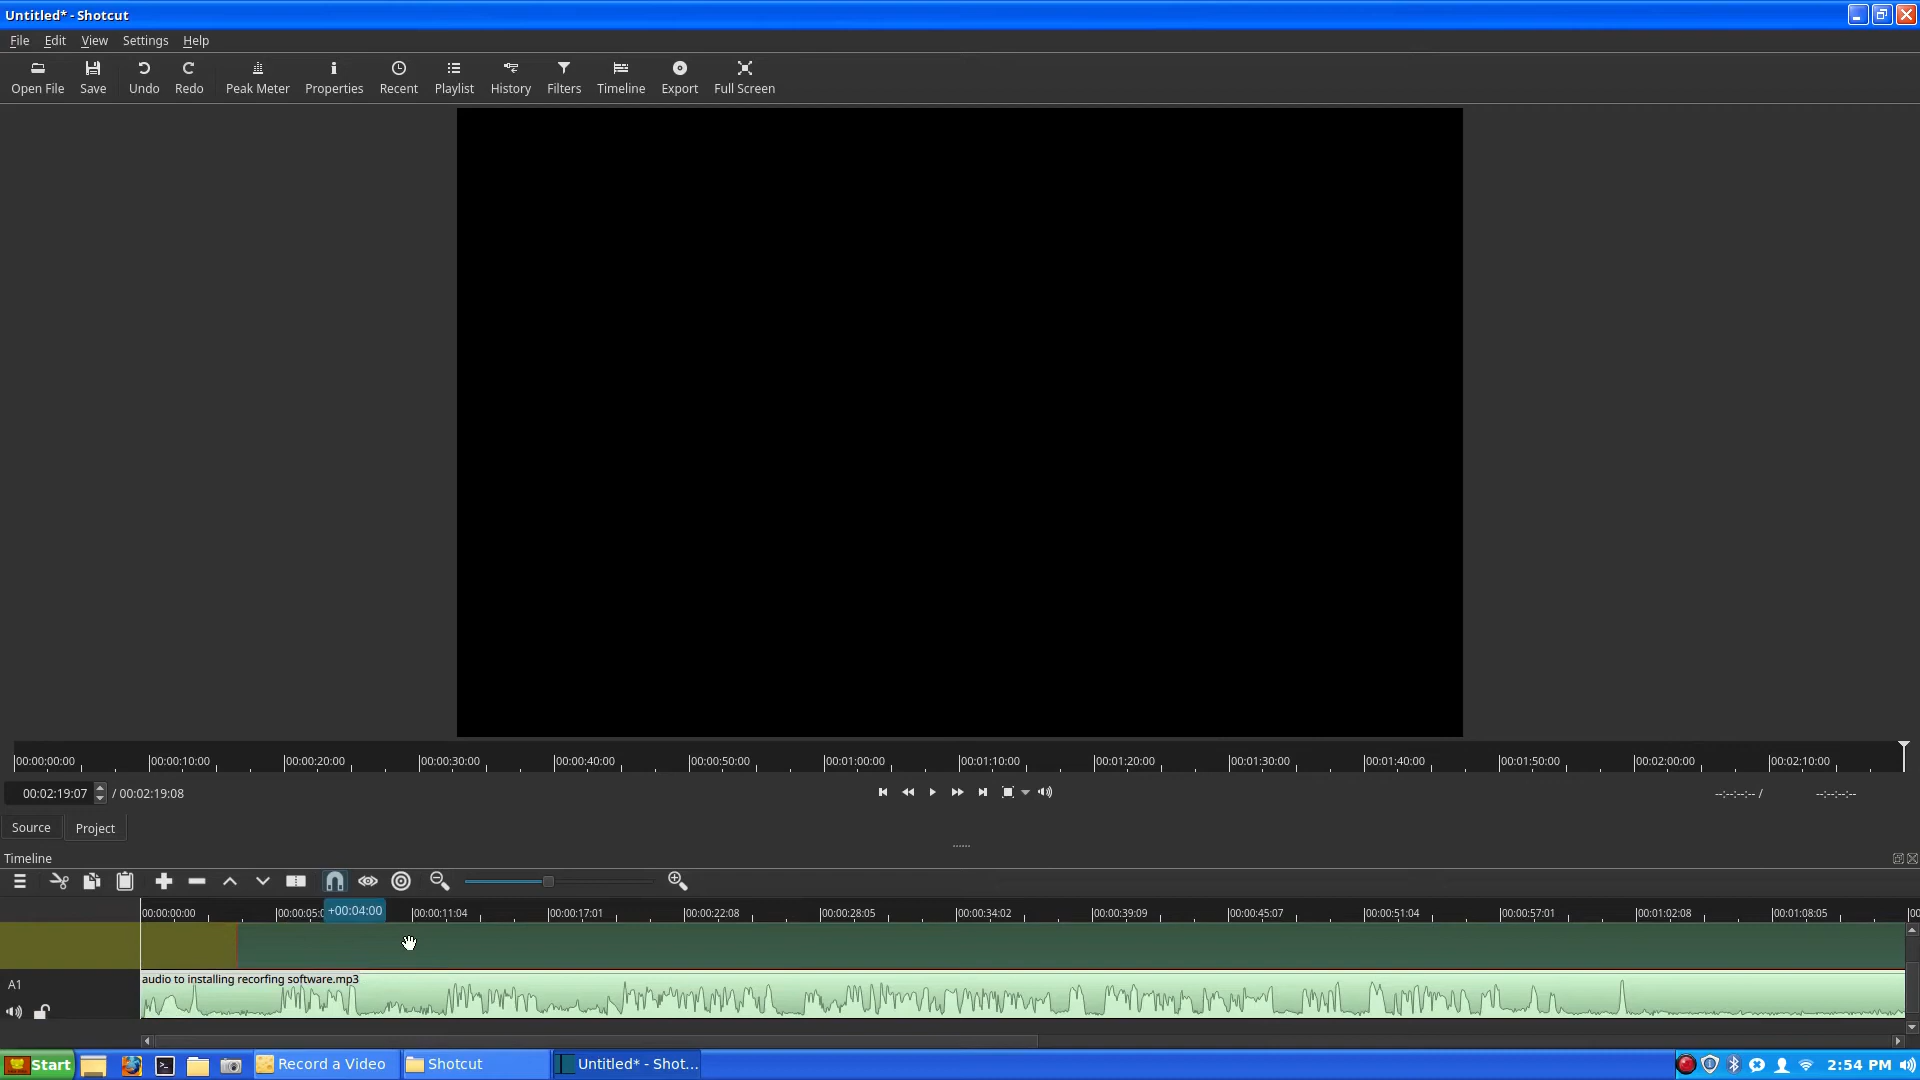 Untitled* - Shotcut
File Edit View Settings Help
Open File Save Undo Redo Peak Meter Properties Recent Playlist History Filters Timeline Export Full Screen
00:00:00:00 00:00:10:00 00:00:20:00 00:00:30:00 00:00:40:00 00:00:50:00 00:01:00:00 00:01:10:00 00:01:20:00 00:01:30:00 00:01:40:00 00:01:50:00 00:02:00:00 00:02:10:00
00:02:19:07 / 00:02:19:08 --:--:--:-- / --:--:--:--
Source Project
Timeline
00:00:00:00 00:00:05:0 +00:04:00 00:00:11:04 00:00:17:01 00:00:22:08 00:00:28:05 00:00:34:02 00:00:39:09 00:00:45:07 00:00:51:04 00:00:57:01 00:01:02:08 00:01:08:05 00
audio to installing recorfing software.mp3
A1
Start Record a Video Shotcut Untitled* - Shot... 2:54 PM